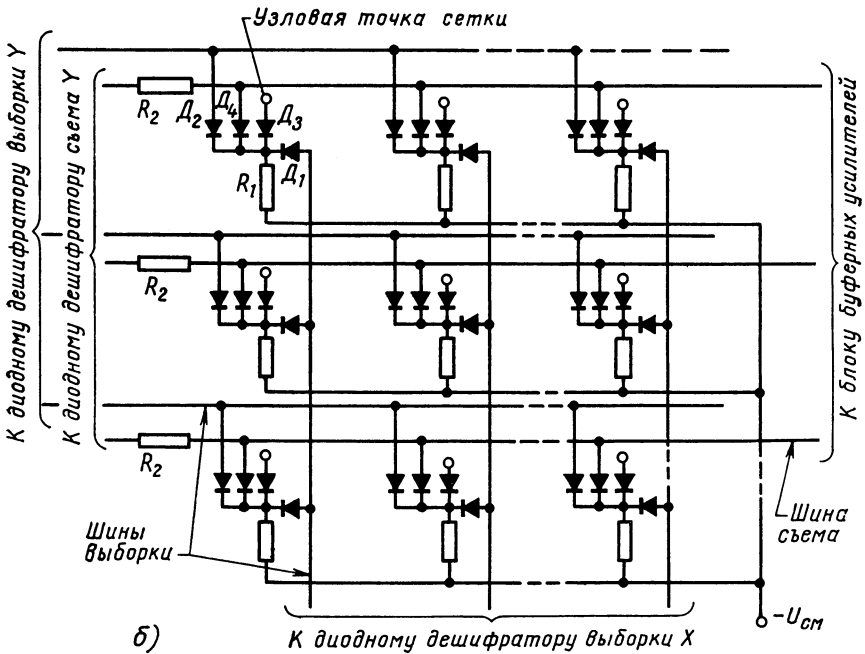 Узловая точка сетки
К диодному дешифратору выборки Y
К диодному дешифратору съема Y
R2
Д2
Д4
Д3
R1
Д1
R2
R2
К блоку буферных усилителей
Шины
выборки
Шина
съема
-Uсм
б)
К диодному дешифратору выборки X